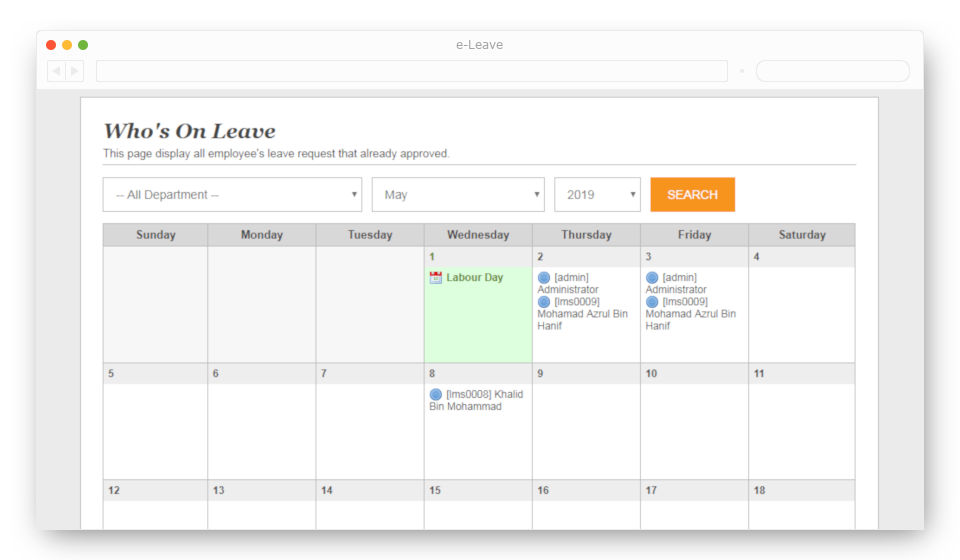 e-Leave
Who's On Leave
This page display all employee's leave request that already approved.
-- All Department -- May 2019 SEARCH
Sunday Monday Tuesday Wednesday Thursday Friday Saturday
1 2 3 4
Labour Day
[admin]
Administrator
[lms0009]
Mohamad Azrul Bin
Hanif
[admin]
Administrator
[lms0009]
Mohamad Azrul Bin
Hanif
5 6 7 8 9 10 11
[lms0008] Khalid
Bin Mohammad
12 13 14 15 16 17 18